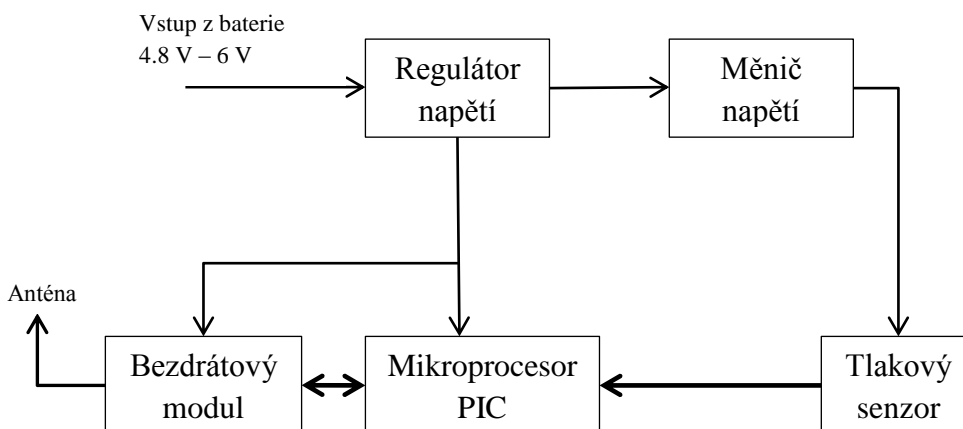 Vstup z baterie
4.8 V – 6 V
Regulátor
napětí
Měnič
napětí
Anténa
Bezdrátový
modul
Mikroprocesor
PIC
Tlakový
senzor